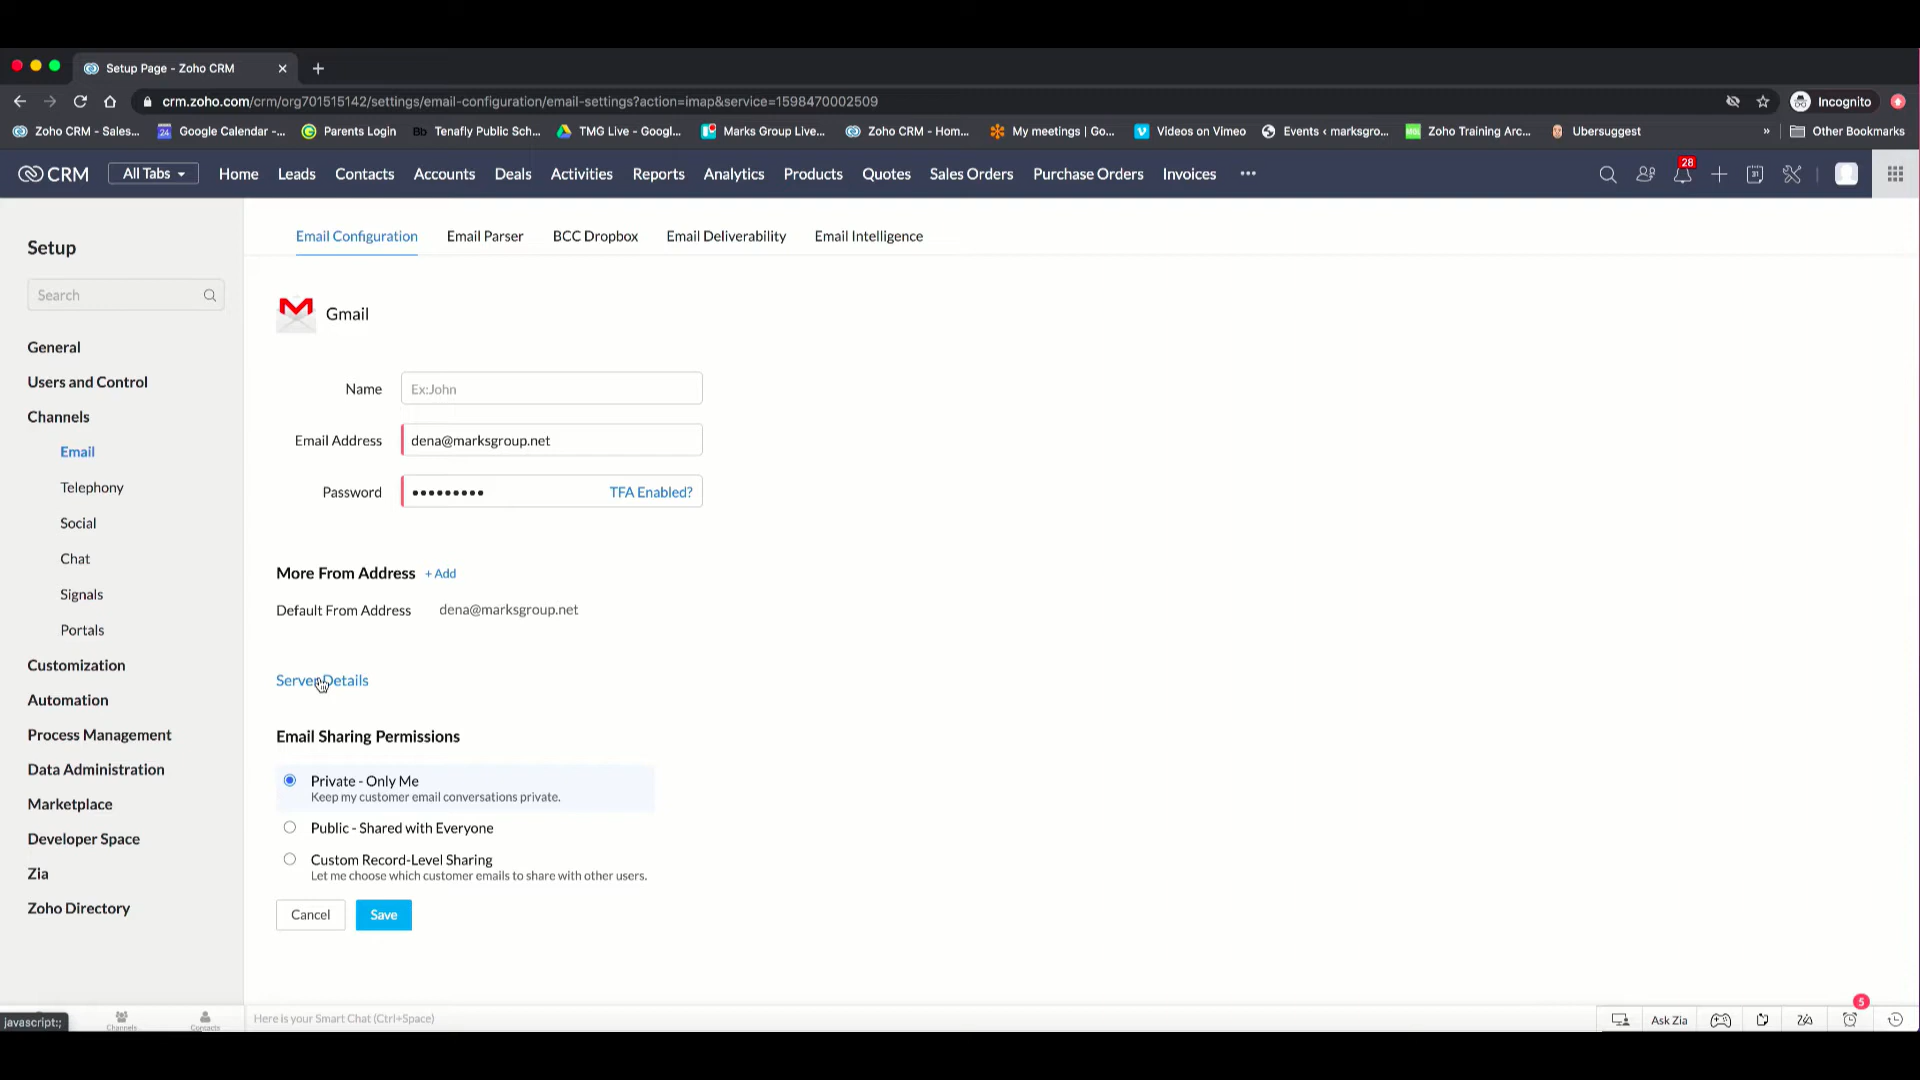 Setup Page - Zoho CRM
crm.zoho.com/crm/org701515142/settings/email-configuration/email-settings?action=imap&service=1598470002509
Incognito
Zoho CRM - Sales...
24
Google Calendar -...
Parents Login
Bb
Tenafly Public Sch...
TMG Live - Googl...
Marks Group Live...
Zoho CRM - Hom...
My meetings | Go...
Videos on Vimeo
Events ‹ marksgro...
Zoho Training Arc...
Ubersuggest
»
Other Bookmarks
CRM
All Tabs
Home
Leads
Contacts
Accounts
Deals
Activities
Reports
Analytics
Products
Quotes
Sales Orders
Purchase Orders
Invoices
•••
28
31
Setup
Search
General
Users and Control
Channels
Email
Telephony
Social
Chat
Signals
Portals
Customization
Automation
Process Management
Data Administration
Marketplace
Developer Space
Zia
Zoho Directory
Email Configuration
Email Parser
BCC Dropbox
Email Deliverability
Email Intelligence
Gmail
Name
Ex:John
Email Address
dena@marksgroup.net
Password
•••••••••
TFA Enabled?
More From Address
+ Add
Default From Address
dena@marksgroup.net
Server Details
Email Sharing Permissions
Private - Only Me
Keep my customer email conversations private.
Public - Shared with Everyone
Custom Record-Level Sharing
Let me choose which customer emails to share with other users.
Cancel
Save
javascript:;
Channels
Contacts
Here is your Smart Chat (Ctrl+Space)
Ask Zia
5